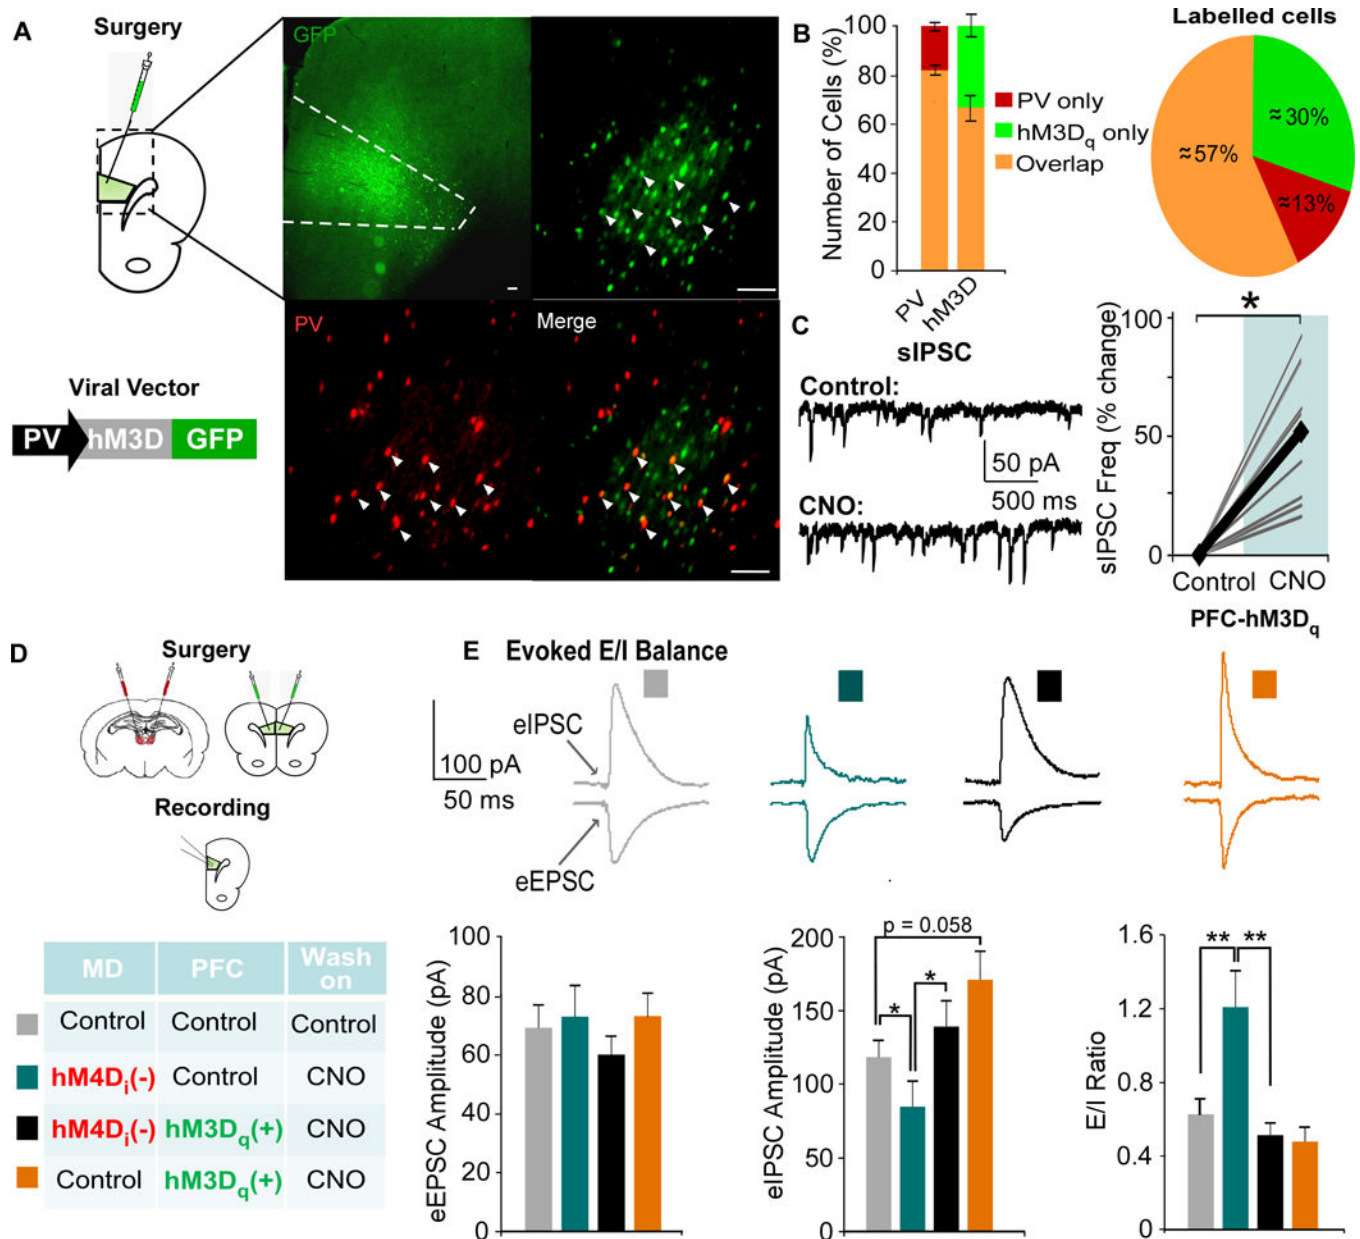 A
Surgery
GFP
PV
Merge
Viral Vector
PV hM3D GFP
B
Number of Cells (%)
100
80
60
40
20
0
PV
hM3D
PV only
hM3Dq only
Overlap
Labelled cells
≈57%
≈30%
≈13%
C
sIPSC
Control:
50 pA
500 ms
CNO:
sIPSC Freq (% change)
100
50
0
*
Control CNO
PFC-hM3Dq
D
Surgery
Recording
MD PFC Wash on
Control Control Control
hM4Di(-) Control CNO
hM4Di(-) hM3Dq(+) CNO
Control hM3Dq(+) CNO
E Evoked E/I Balance
eIPSC
100 pA
50 ms
eEPSC
eEPSC Amplitude (pA)
100
80
60
40
20
0
eIPSC Amplitude (pA)
200
150
100
50
0
p = 0.058
*
*
E/I Ratio
1.6
1.2
0.8
0.4
0
**
**